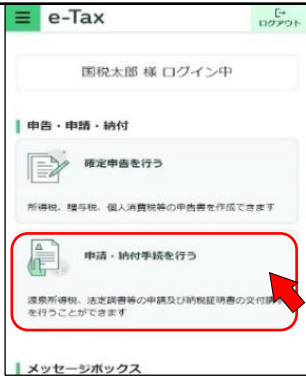 e-Tax
ログアウト
国税太郎 様 ログイン中
申告・申請・納付
確定申告を行う
所得税、贈与税、個人消費税等の申告書を作成できます
申請・納付手続を行う
源泉所得税、法定調書等の申請及び納税証明書の交付請求
を行うことができます
メッセージボックス